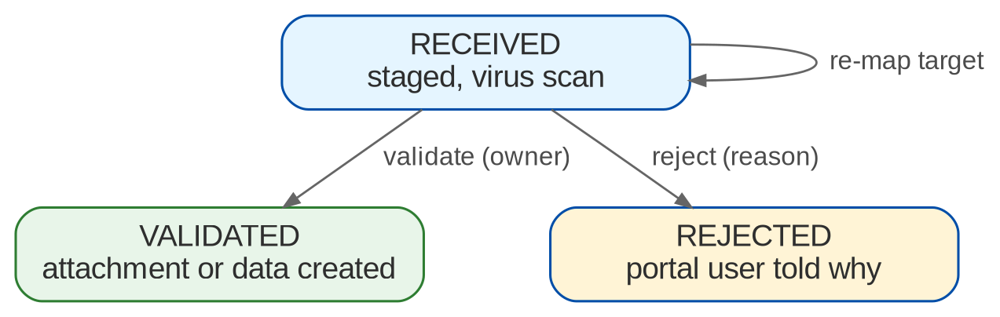 RECEIVED
staged, virus scan
re-map target
validate (owner)
reject (reason)
VALIDATED
attachment or data created
REJECTED
portal user told why